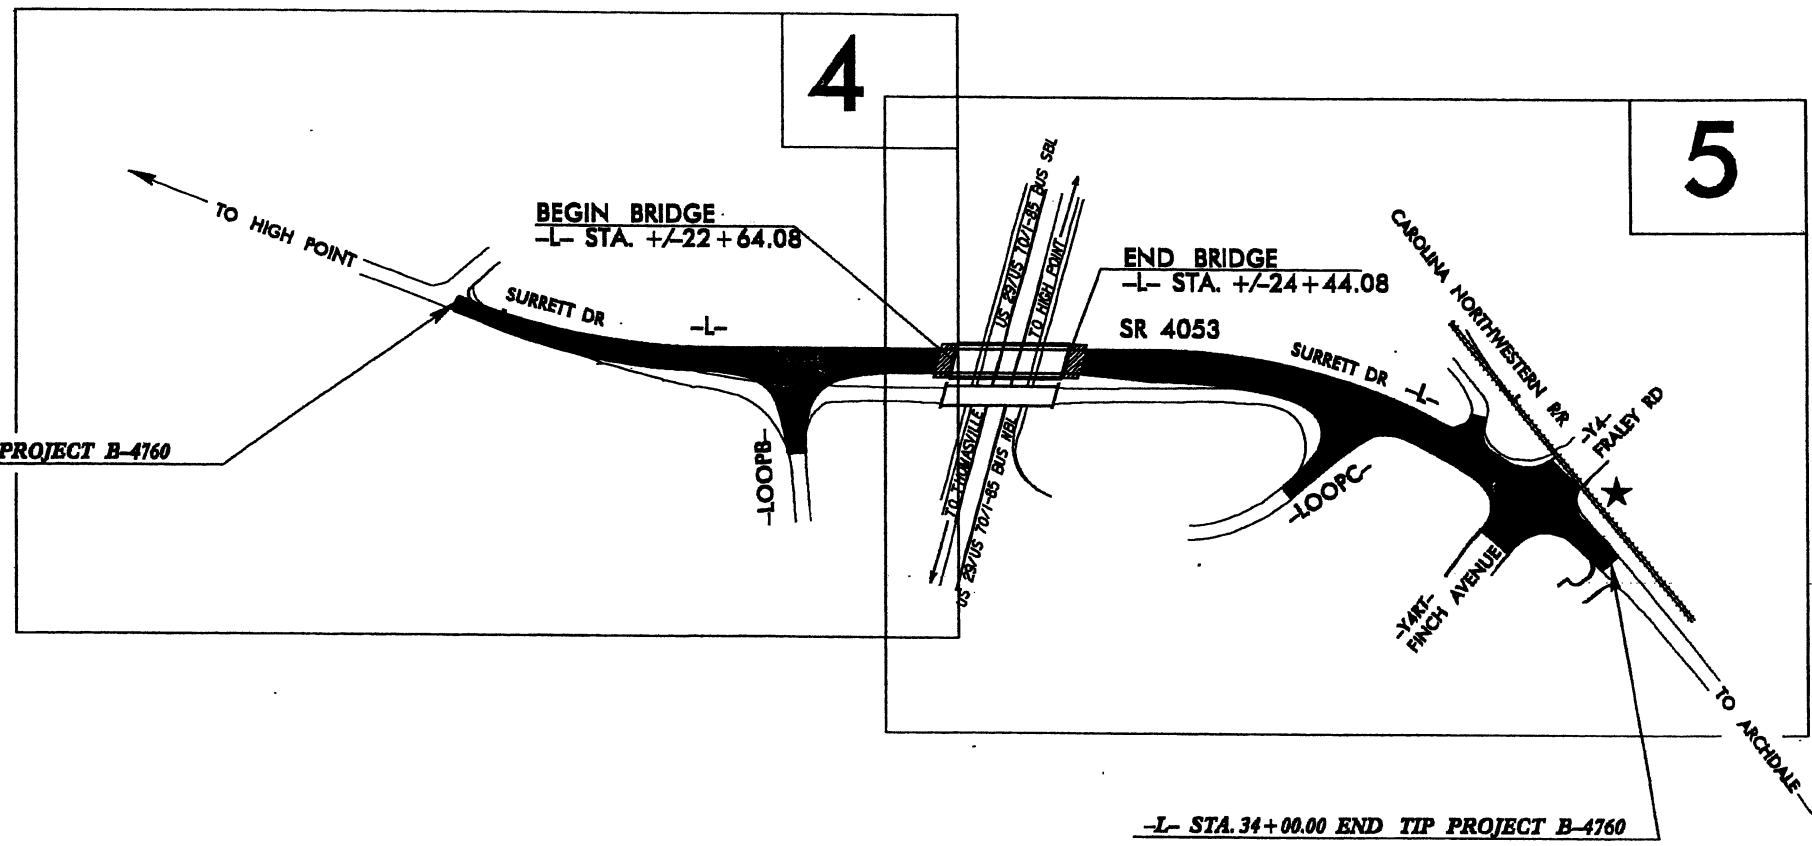 4
5
TO HIGH POINT
BEGIN BRIDGE
-L- STA. +/-22+64.08
SURRETT DR
-L-
US 29/US 70/I-85 BUS SBL
TO HIGH POINT
END BRIDGE
-L- STA. +/-24+44.08
SR 4053
SURRETT DR
-L-
CAROLINA NORTHWESTERN R/R
-Y4-
FRALEY RD
PROJECT B-4760
-LOOPB-
TO THOMASVILLE
US 29/US 70/I-85 BUS NBL
-LOOPC-
-Y4RT-
FINCH AVENUE
TO ARCHDALE
-L- STA. 34+00.00 END TIP PROJECT B-4760